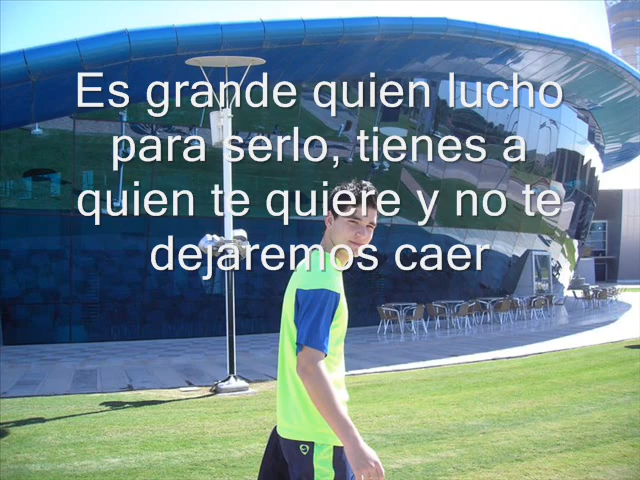 Es grande quien lucho
para serlo, tienes a
quien te quiere y no te
dejaremos caer